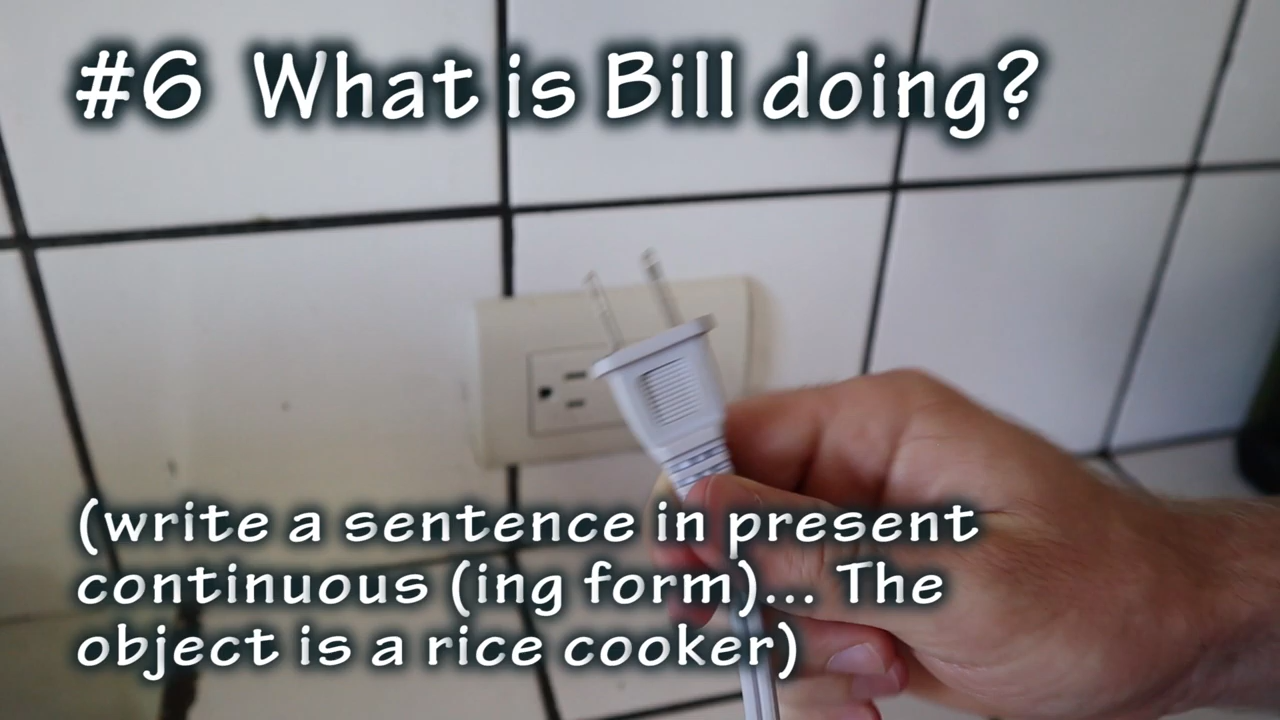 #6 What is Bill doing?
(write a sentence in present
continuous (ing form)... The
object is a rice cooker)